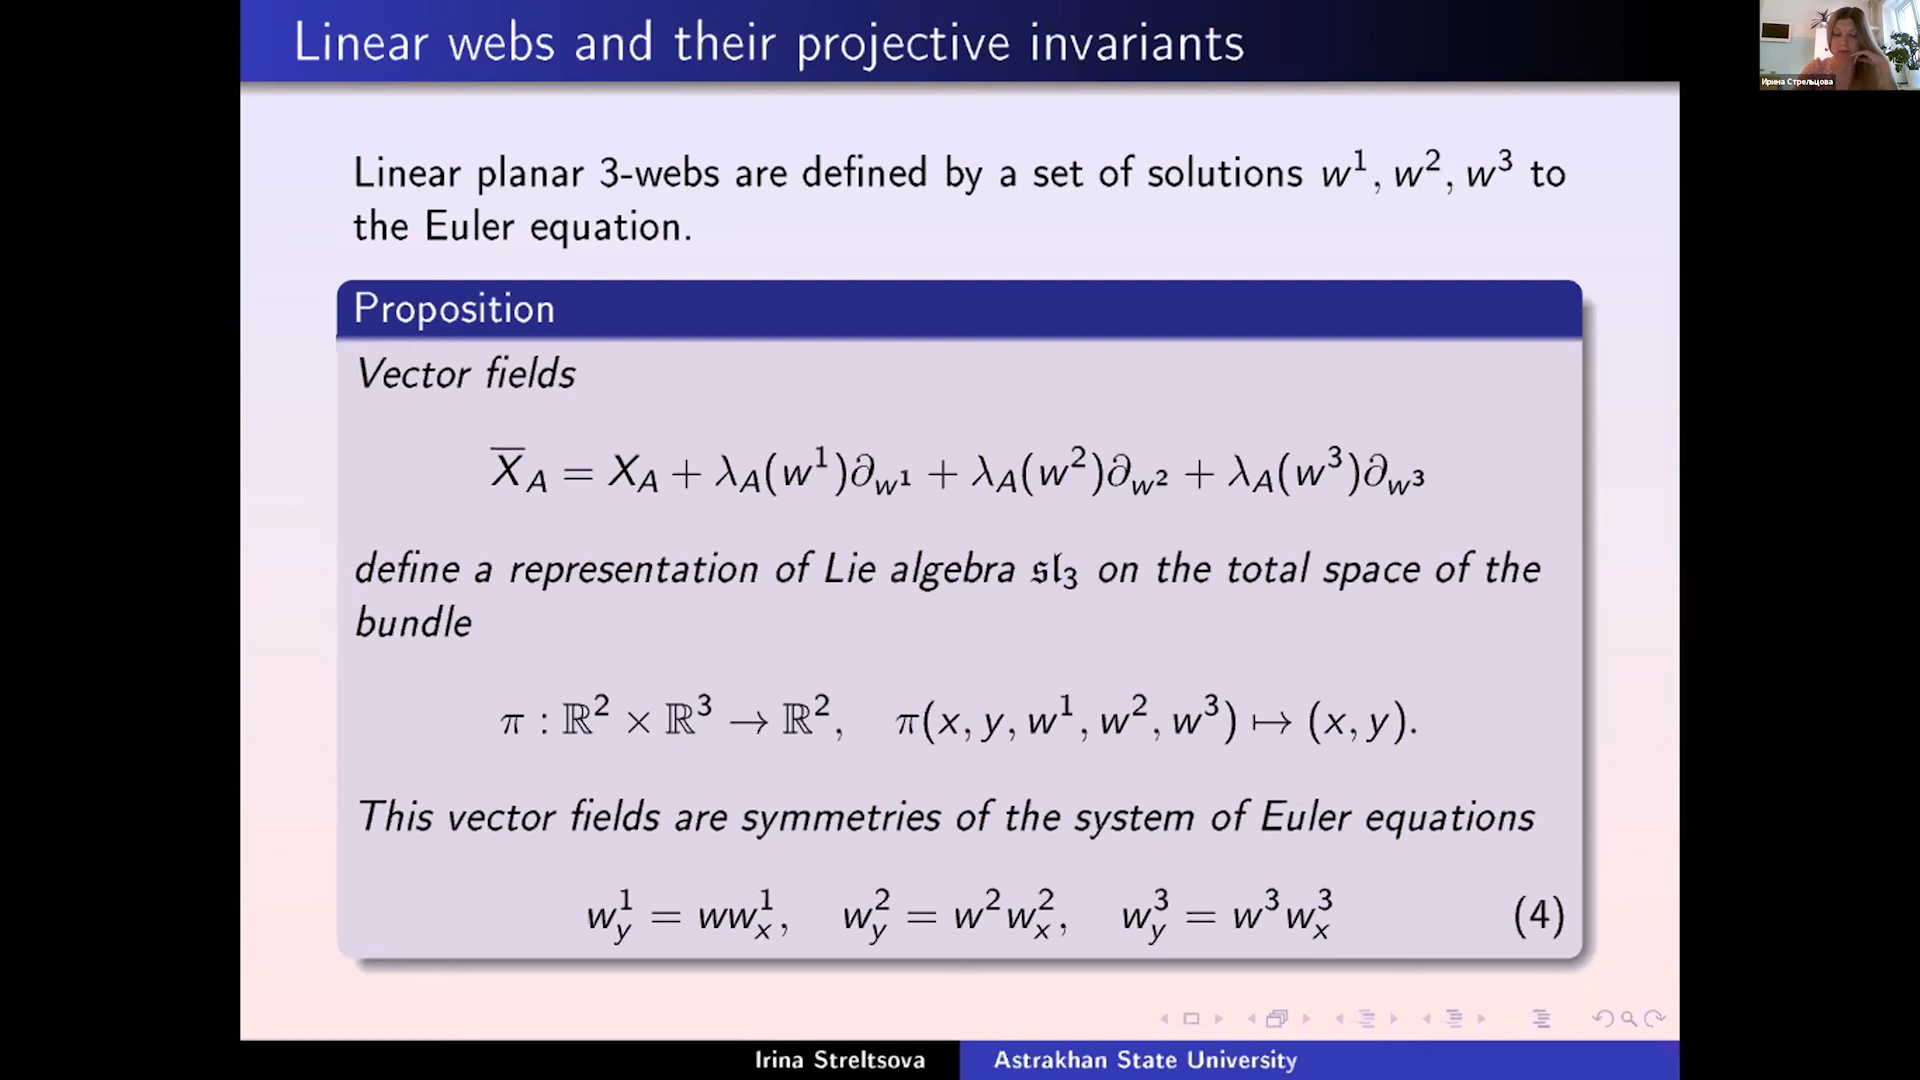 Linear webs and their projective invariants
Ирина Стрельцова
Linear planar 3-webs are defined by a set of solutions w¹, w², w³ to
the Euler equation.
Proposition
Vector fields
X̅_A = X_A + λ_A(w¹)∂_{w¹} + λ_A(w²)∂_{w²} + λ_A(w³)∂_{w³}
define a representation of Lie algebra 𝔰𝔩₃ on the total space of the
bundle
π : ℝ² × ℝ³ → ℝ², π(x, y, w¹, w², w³) ↦ (x, y).
This vector fields are symmetries of the system of Euler equations
w¹_y = ww¹_x, w²_y = w²w²_x, w³_y = w³w³_x (4)
Irina Streltsova Astrakhan State University